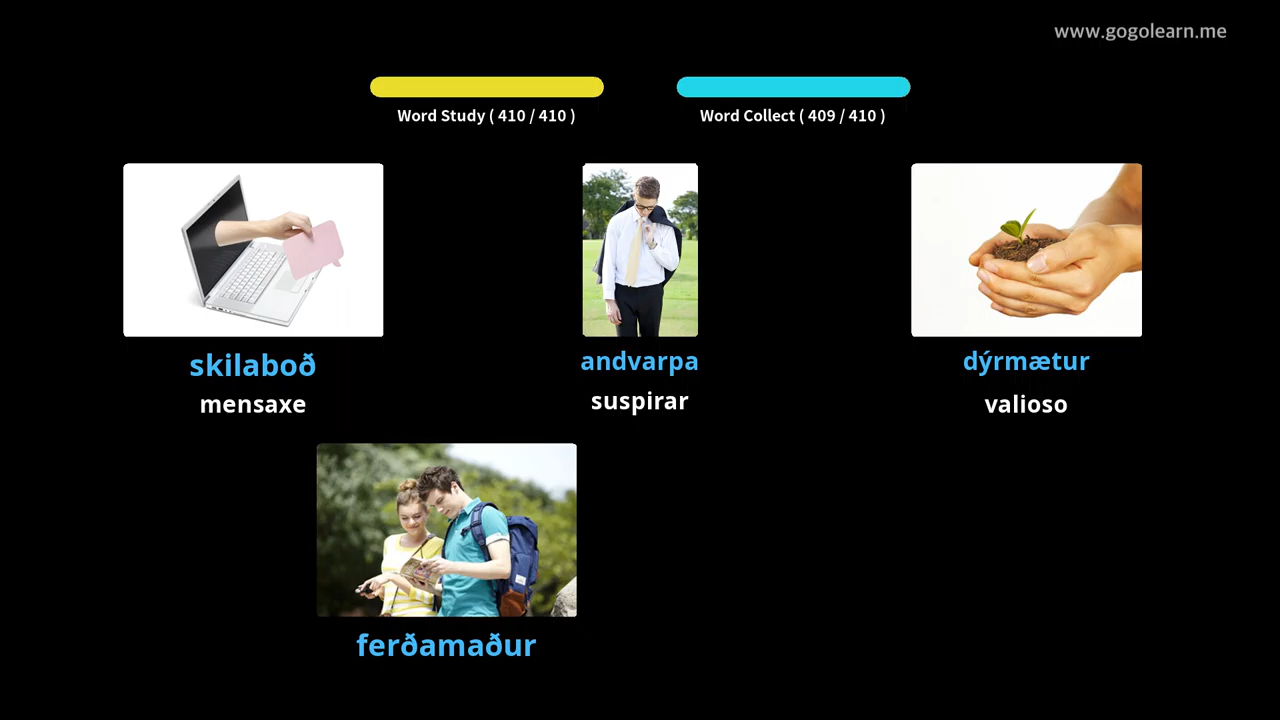 www.gogolearn.me
Word Study ( 410 / 410 )
Word Collect ( 409 / 410 )
skilaboð
mensaxe
andvarpa
suspirar
dýrmætur
valioso
ferðamaður